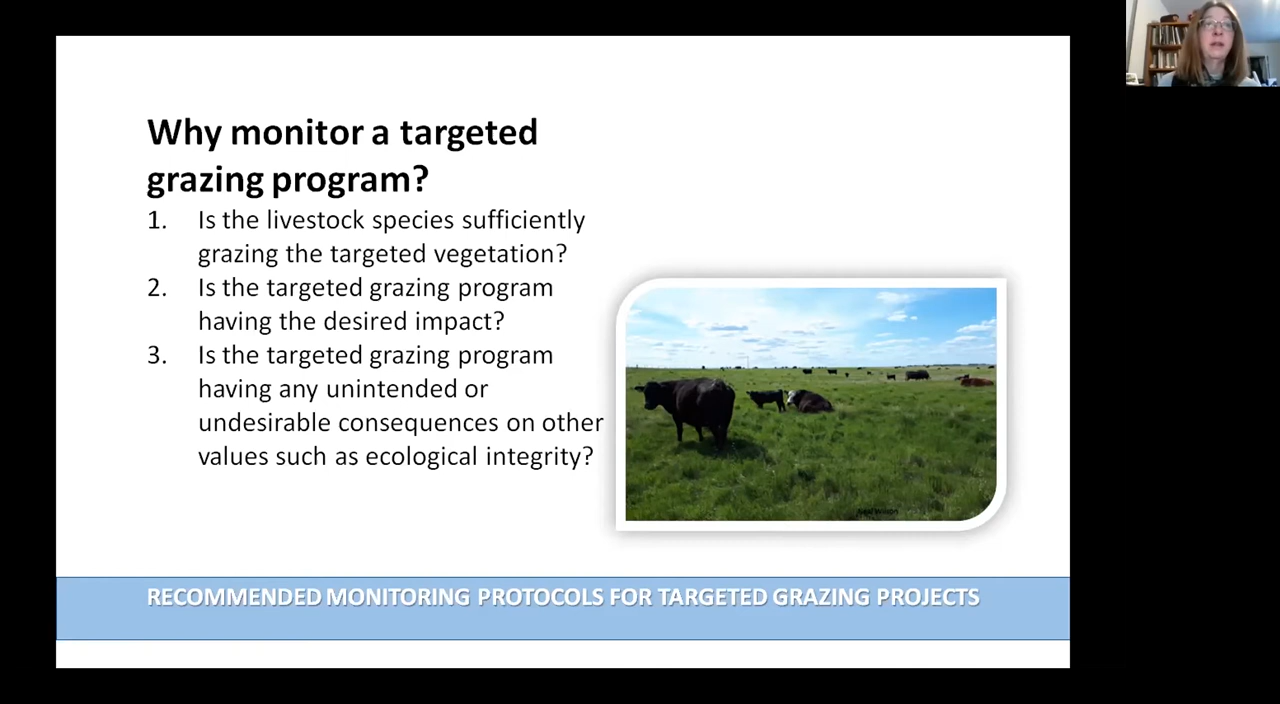 Why monitor a targeted
grazing program?
1. Is the livestock species sufficiently
grazing the targeted vegetation?
2. Is the targeted grazing program
having the desired impact?
3. Is the targeted grazing program
having any unintended or
undesirable consequences on other
values such as ecological integrity?
RECOMMENDED MONITORING PROTOCOLS FOR TARGETED GRAZING PROJECTS